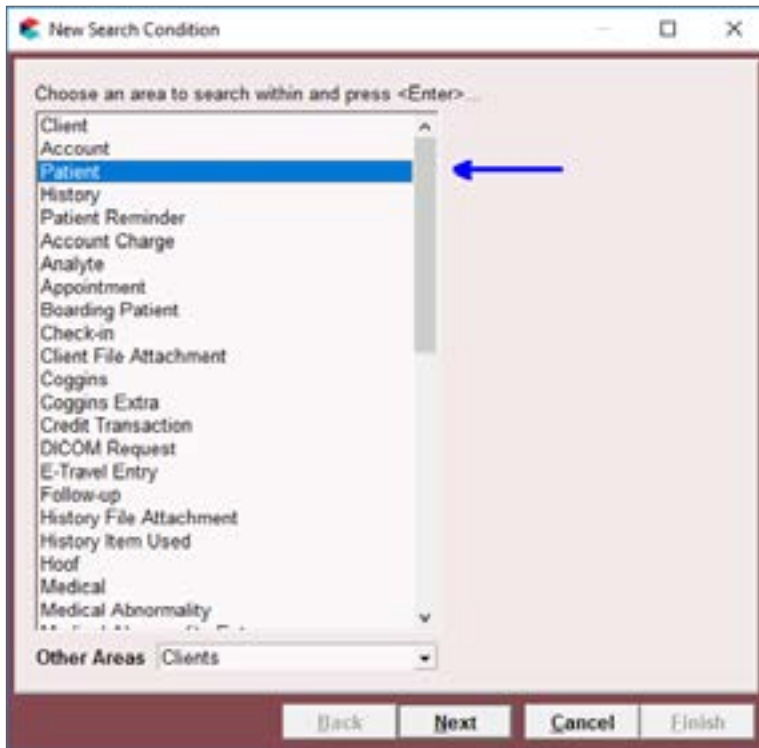 New Search Condition
Choose an area to search within and press <Enter>...
Client
Account
Patient
History
Patient Reminder
Account Charge
Analyte
Appointment
Boarding Patient
Check-in
Client File Attachment
Coggins
Coggins Extra
Credit Transaction
DICOM Request
E-Travel Entry
Follow-up
History File Attachment
History Item Used
Hoof
Medical
Medical Abnormality
Other Areas Clients
Back Next Cancel Finish